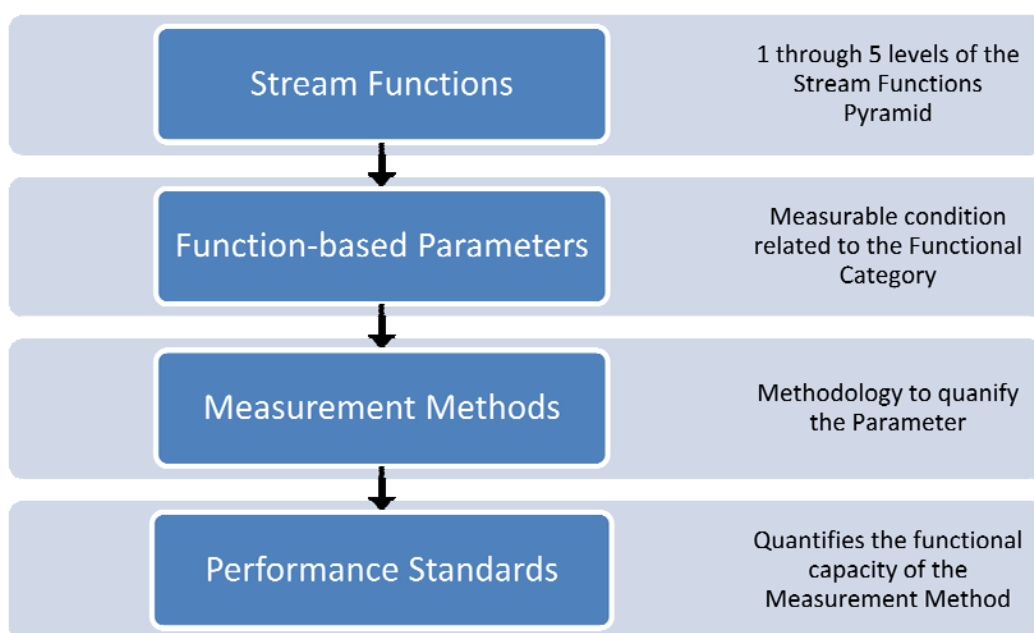 Stream Functions
1 through 5 levels of the
Stream Functions
Pyramid
Function-based Parameters
Measurable condition
related to the Functional
Category
Measurement Methods
Methodology to quanify
the Parameter
Performance Standards
Quantifies the functional
capacity of the
Measurement Method